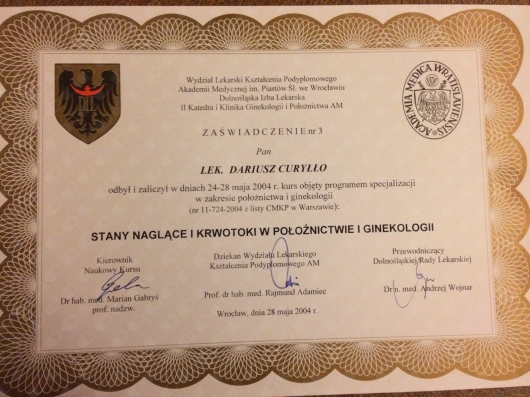 Wydział Lekarski Kształcenia Podyplomowego
Akademii Medycznej im. Piastów Śl. we Wrocławiu
Dolnośląska Izba Lekarska
II Katedra i Klinika Ginekologii i Położnictwa AM
ACADEMIA MEDICA WRATISLAVIENSIS
ZAŚWIADCZENIE nr 3
Pan
LEK. DARIUSZ CURYŁŁO
odbył i zaliczył w dniach 24-28 maja 2004 r. kurs objęty programem specjalizacji
w zakresie położnictwa i ginekologii
(nr 11-724-2004 z listy CMKP w Warszawie):
STANY NAGLĄCE I KRWOTOKI W POŁOŻNICTWIE I GINEKOLOGII
Kierownik
Naukowy Kursu
Dr hab. med. Marian Gabryś
prof. nadzw.
Dziekan Wydziału Lekarskiego
Kształcenia Podyplomowego AM
Prof. dr hab. med. Rajmund Adamiec
Przewodniczący
Dolnośląskiej Rady Lekarskiej
Dr n. med. Andrzej Wojnar
Wrocław, dnia 28 maja 2004 r.